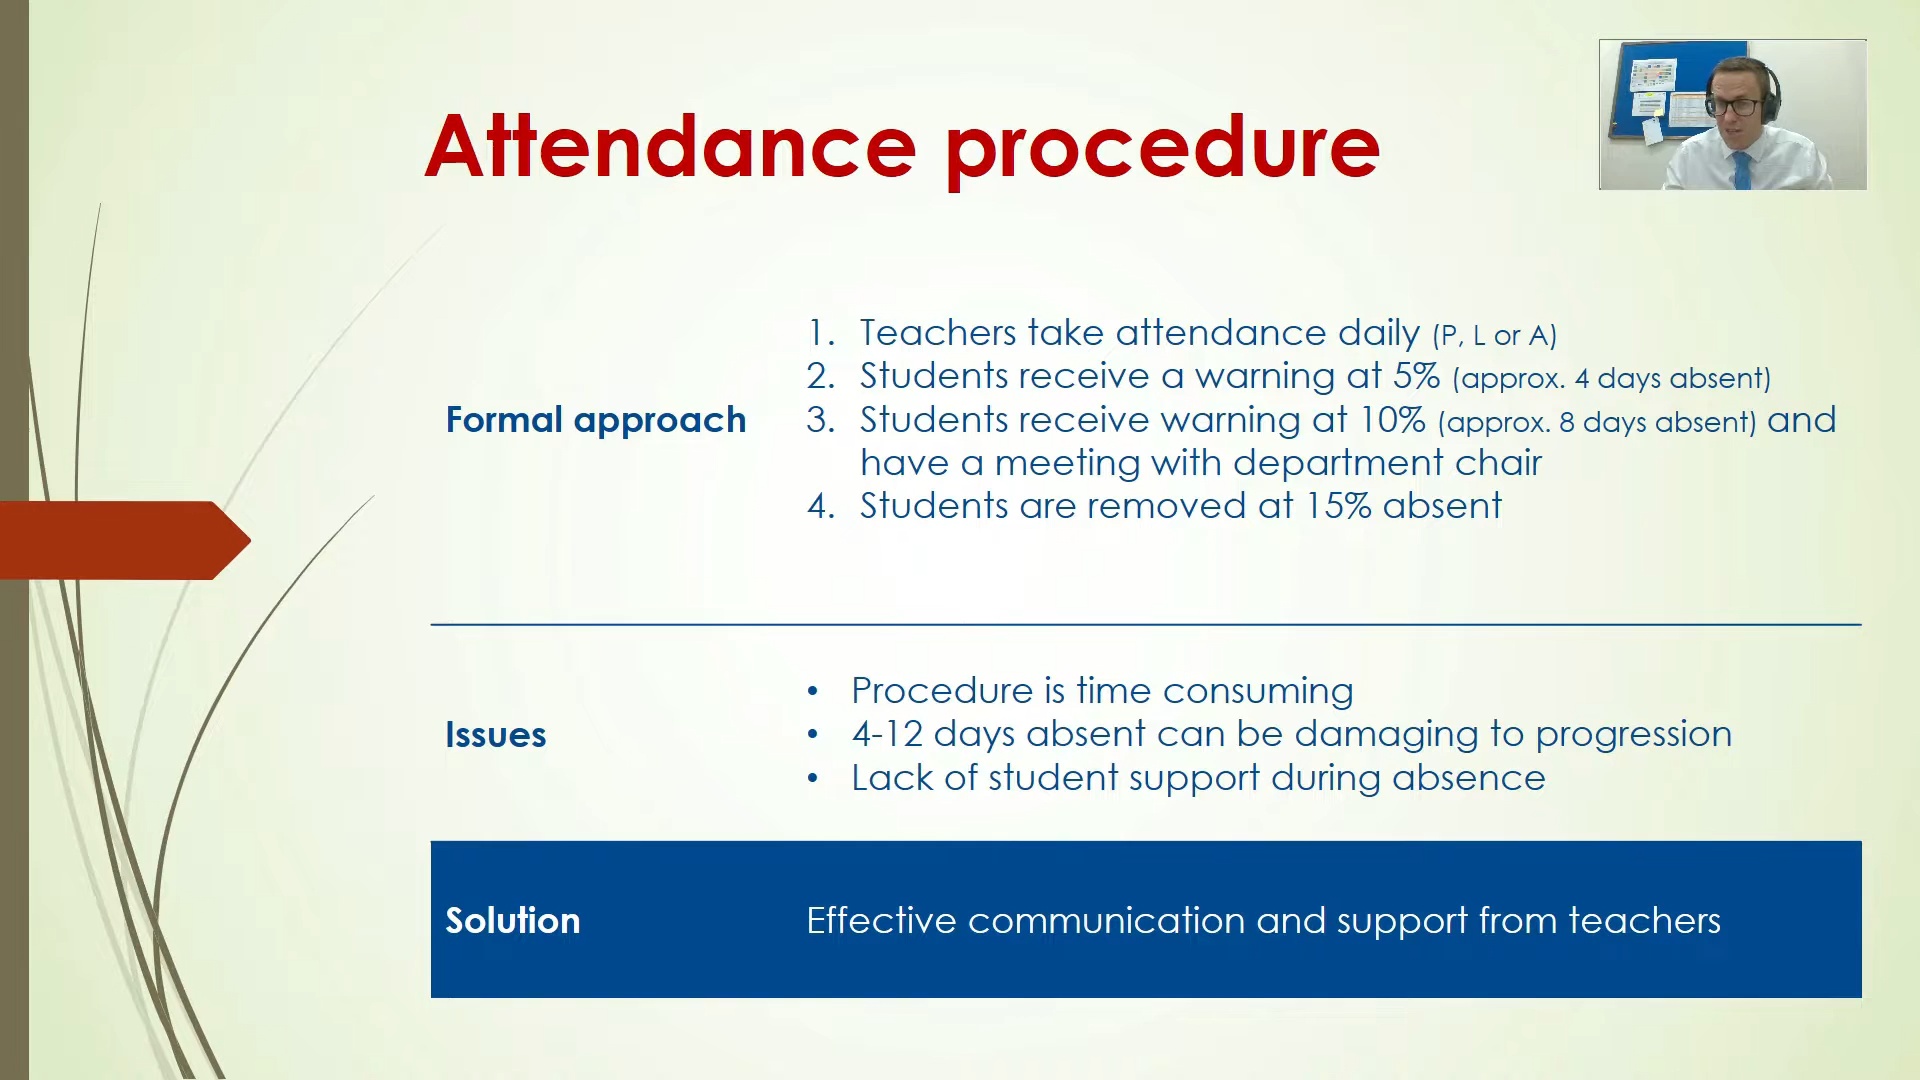 Attendance procedure
Formal approach
1. Teachers take attendance daily (P, L or A)
2. Students receive a warning at 5% (approx. 4 days absent)
3. Students receive warning at 10% (approx. 8 days absent) and
have a meeting with department chair
4. Students are removed at 15% absent
Issues
• Procedure is time consuming
• 4-12 days absent can be damaging to progression
• Lack of student support during absence
Solution
Effective communication and support from teachers